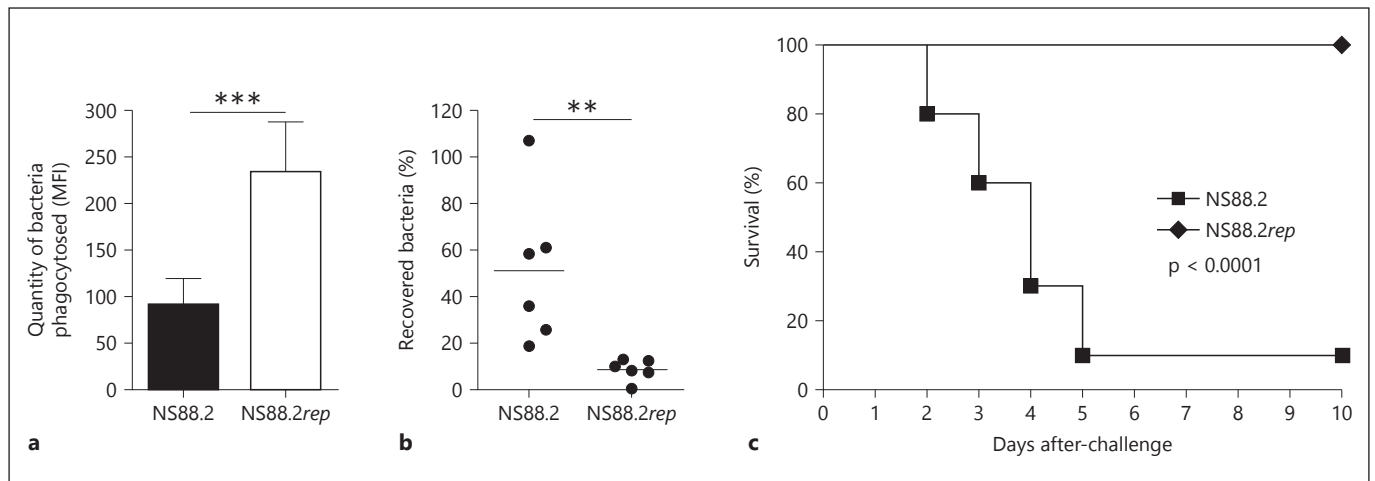 ***
300
250
200
150
100
50
0
Quantity of bacteria
phagocytosed (MFI)
NS88.2
NS88.2rep
a
**
120
100
80
60
40
20
0
Recovered bacteria (%)
NS88.2
NS88.2rep
b
100
80
60
40
20
0
Survival (%)
NS88.2
NS88.2rep
p < 0.0001
0 1 2 3 4 5 6 7 8 9 10
Days after-challenge
c